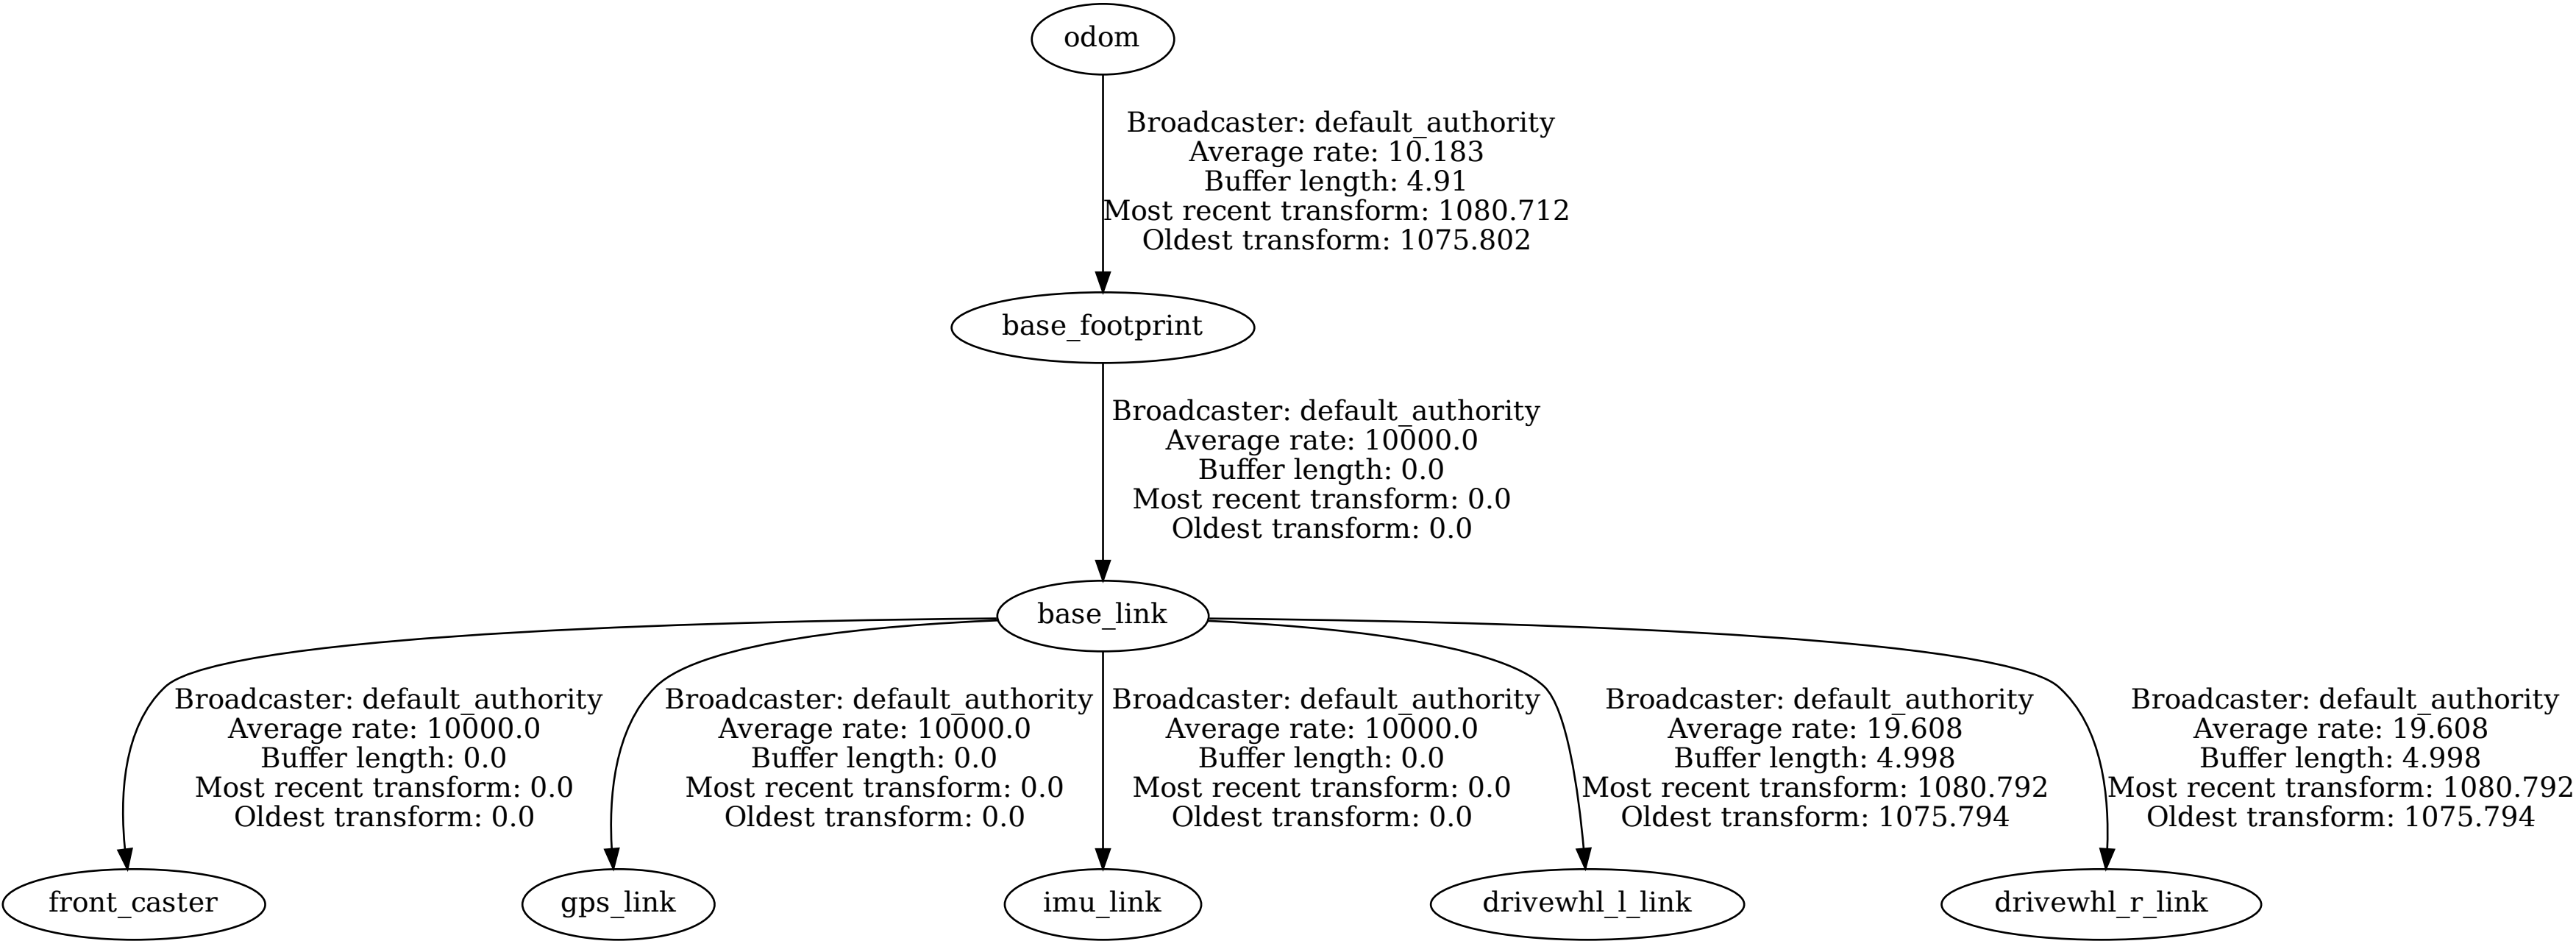 odom
Broadcaster: default_authority
Average rate: 10.183
Buffer length: 4.91
Most recent transform: 1080.712
Oldest transform: 1075.802
base_footprint
Broadcaster: default_authority
Average rate: 10000.0
Buffer length: 0.0
Most recent transform: 0.0
Oldest transform: 0.0
base_link
Broadcaster: default_authority
Average rate: 10000.0
Buffer length: 0.0
Most recent transform: 0.0
Oldest transform: 0.0
Broadcaster: default_authority
Average rate: 10000.0
Buffer length: 0.0
Most recent transform: 0.0
Oldest transform: 0.0
Broadcaster: default_authority
Average rate: 10000.0
Buffer length: 0.0
Most recent transform: 0.0
Oldest transform: 0.0
Broadcaster: default_authority
Average rate: 19.608
Buffer length: 4.998
Most recent transform: 1080.792
Oldest transform: 1075.794
Broadcaster: default_authority
Average rate: 19.608
Buffer length: 4.998
Most recent transform: 1080.792
Oldest transform: 1075.794
front_caster
gps_link
imu_link
drivewhl_l_link
drivewhl_r_link